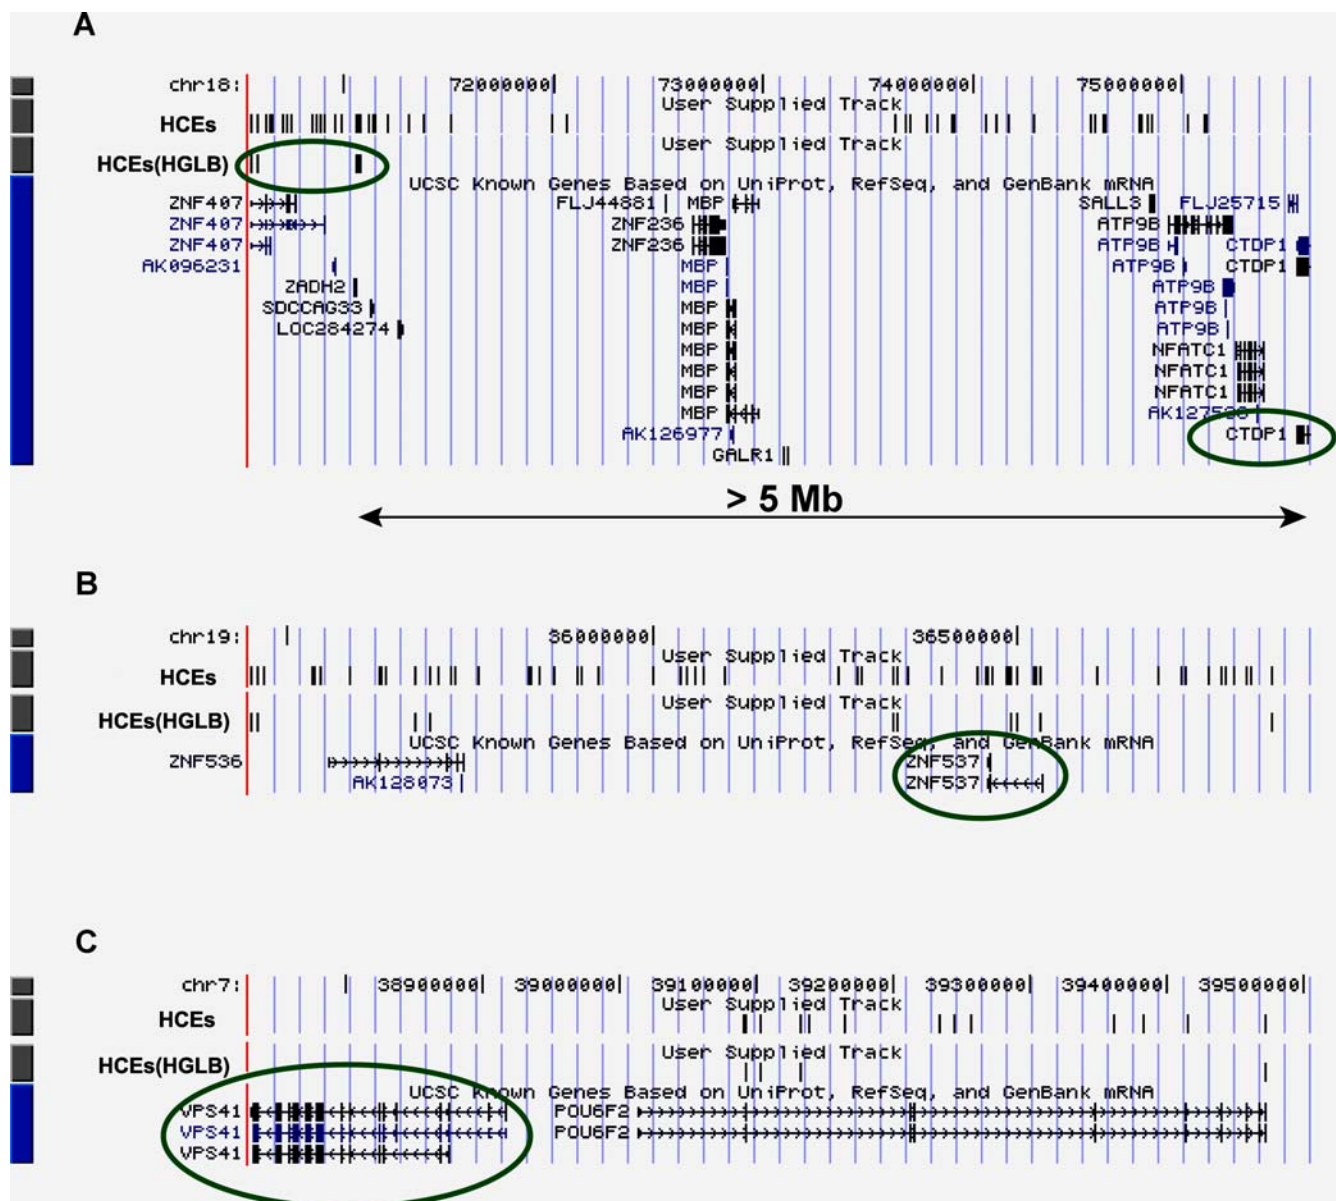 A
chr18: 72000000 73000000 74000000 75000000
User Supplied Track
HCEs
User Supplied Track
HCEs(HGLB)
UCSC Known Genes Based on UniProt, RefSeq, and GenBank mRNA
ZNF407 FLJ44881 MBP SALL3 FLJ25715
ZNF407 ZNF236 ATP9B
ZNF407 ZNF236 ATP9B CTDP1
AK096231 MBP ATP9B CTDP1
ZADH2 MBP ATP9B
SDCCAG33 MBP ATP9B
LOC284274 MBP ATP9B
MBP NFATC1
MBP NFATC1
MBP NFATC1
MBP
AK126977 CTDP1
GALR1
> 5 Mb
B
chr19: 36000000 36500000
User Supplied Track
HCEs
User Supplied Track
HCEs(HGLB)
UCSC Known Genes Based on UniProt, RefSeq, and GenBank mRNA
ZNF536 ZNF537
AK128073 ZNF537
C
chr7: 38900000 39000000 39100000 39200000 39300000 39400000 39500000
User Supplied Track
HCEs
User Supplied Track
HCEs(HGLB)
UCSC Known Genes Based on UniProt, RefSeq, and GenBank mRNA
VPS41 POU6F2
VPS41 POU6F2
VPS41